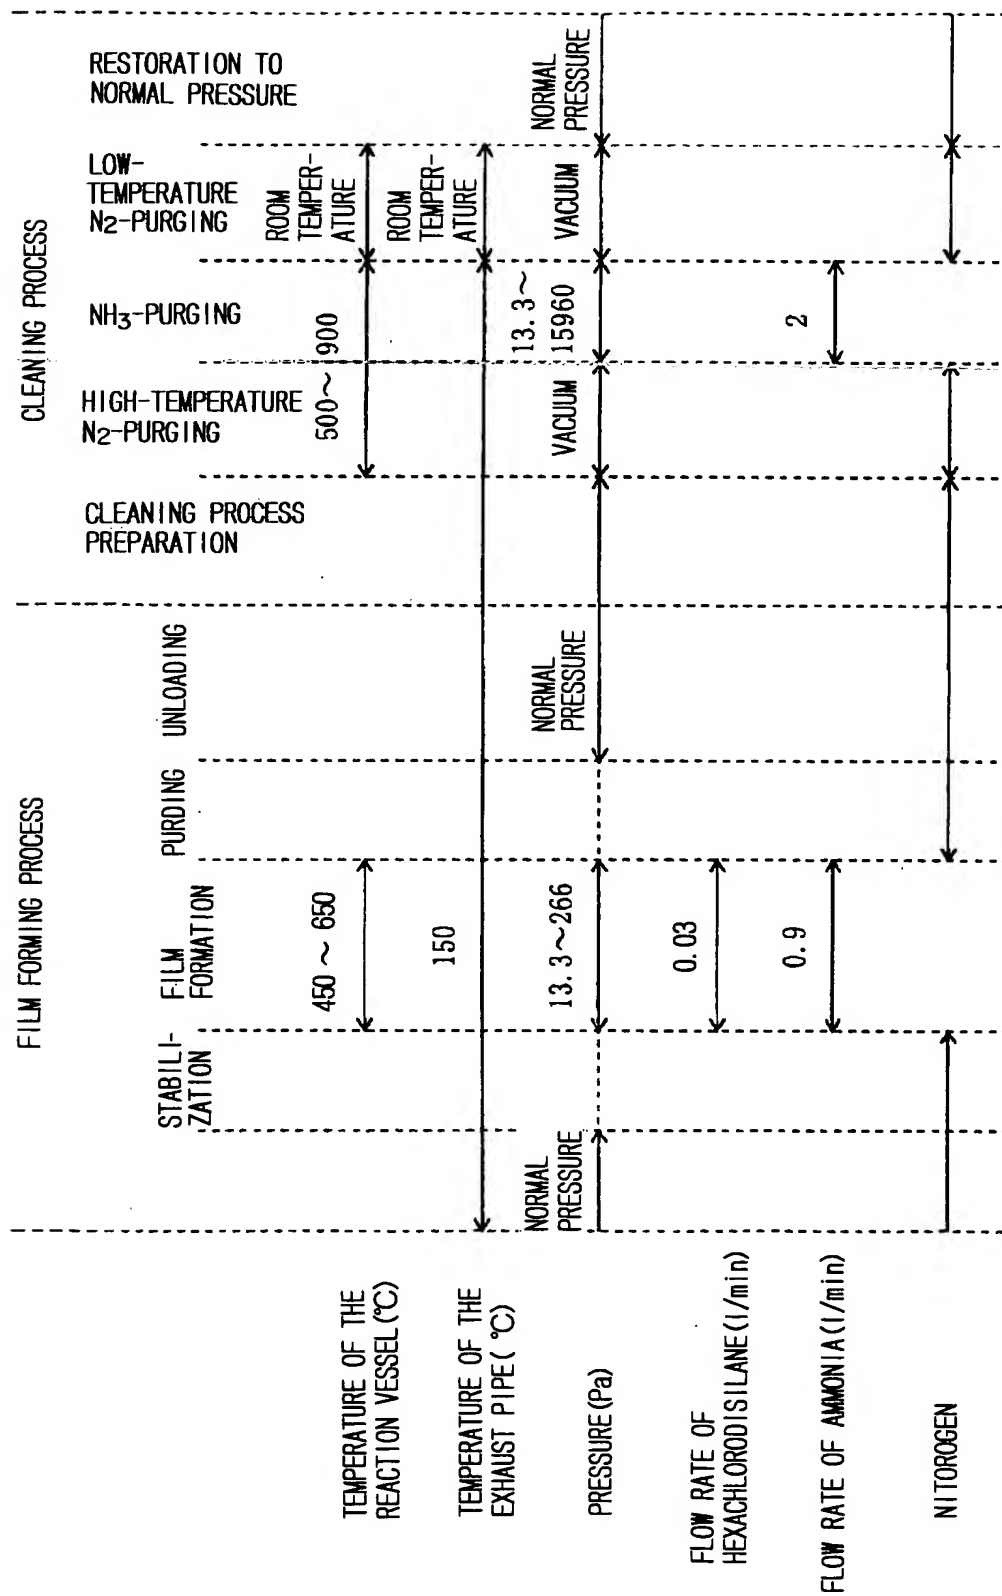 FILM FORMING PROCESS
CLEANING PROCESS
STABILI-
ZATION
FILM
FORMATION
PURDING
UNLOADING
CLEANING PROCESS
PREPARATION
HIGH-TEMPERATURE
N2-PURGING
NH3-PURGING
LOW-
TEMPERATURE
N2-PURGING
RESTORATION TO
NORMAL PRESSURE
TEMPERATURE OF THE
REACTION VESSEL(℃)
450～650
500～900
ROOM
TEMPER-
ATURE
TEMPERATURE OF THE
EXHAUST PIPE( ℃)
150
ROOM
TEMPER-
ATURE
PRESSURE(Pa)
NORMAL
PRESSURE
13.3～266
NORMAL
PRESSURE
VACUUM
13.3～
15960
VACUUM
NORMAL
PRESSURE
FLOW RATE OF
HEXACHLORODISILANE(l/min)
0.03
FLOW RATE OF AMMONIA(l/min)
0.9
2
NITOROGEN